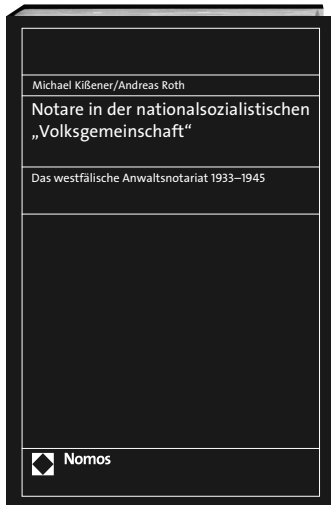 Michael Kißener/Andreas Roth
Notare in der nationalsozialistischen
„Volksgemeinschaft“
Das westfälische Anwaltsnotariat 1933–1945
Nomos